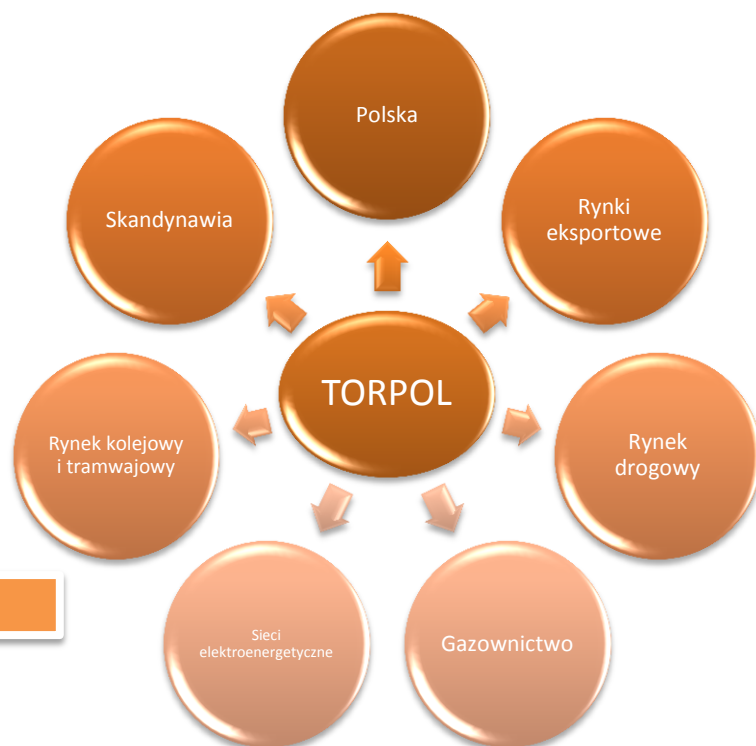 Polska
Skandynawia
Rynki
eksportowe
TORPOL
Rynek kolejowy
i tramwajowy
Rynek
drogowy
Sieci
elektroenergetyczne
Gazownictwo